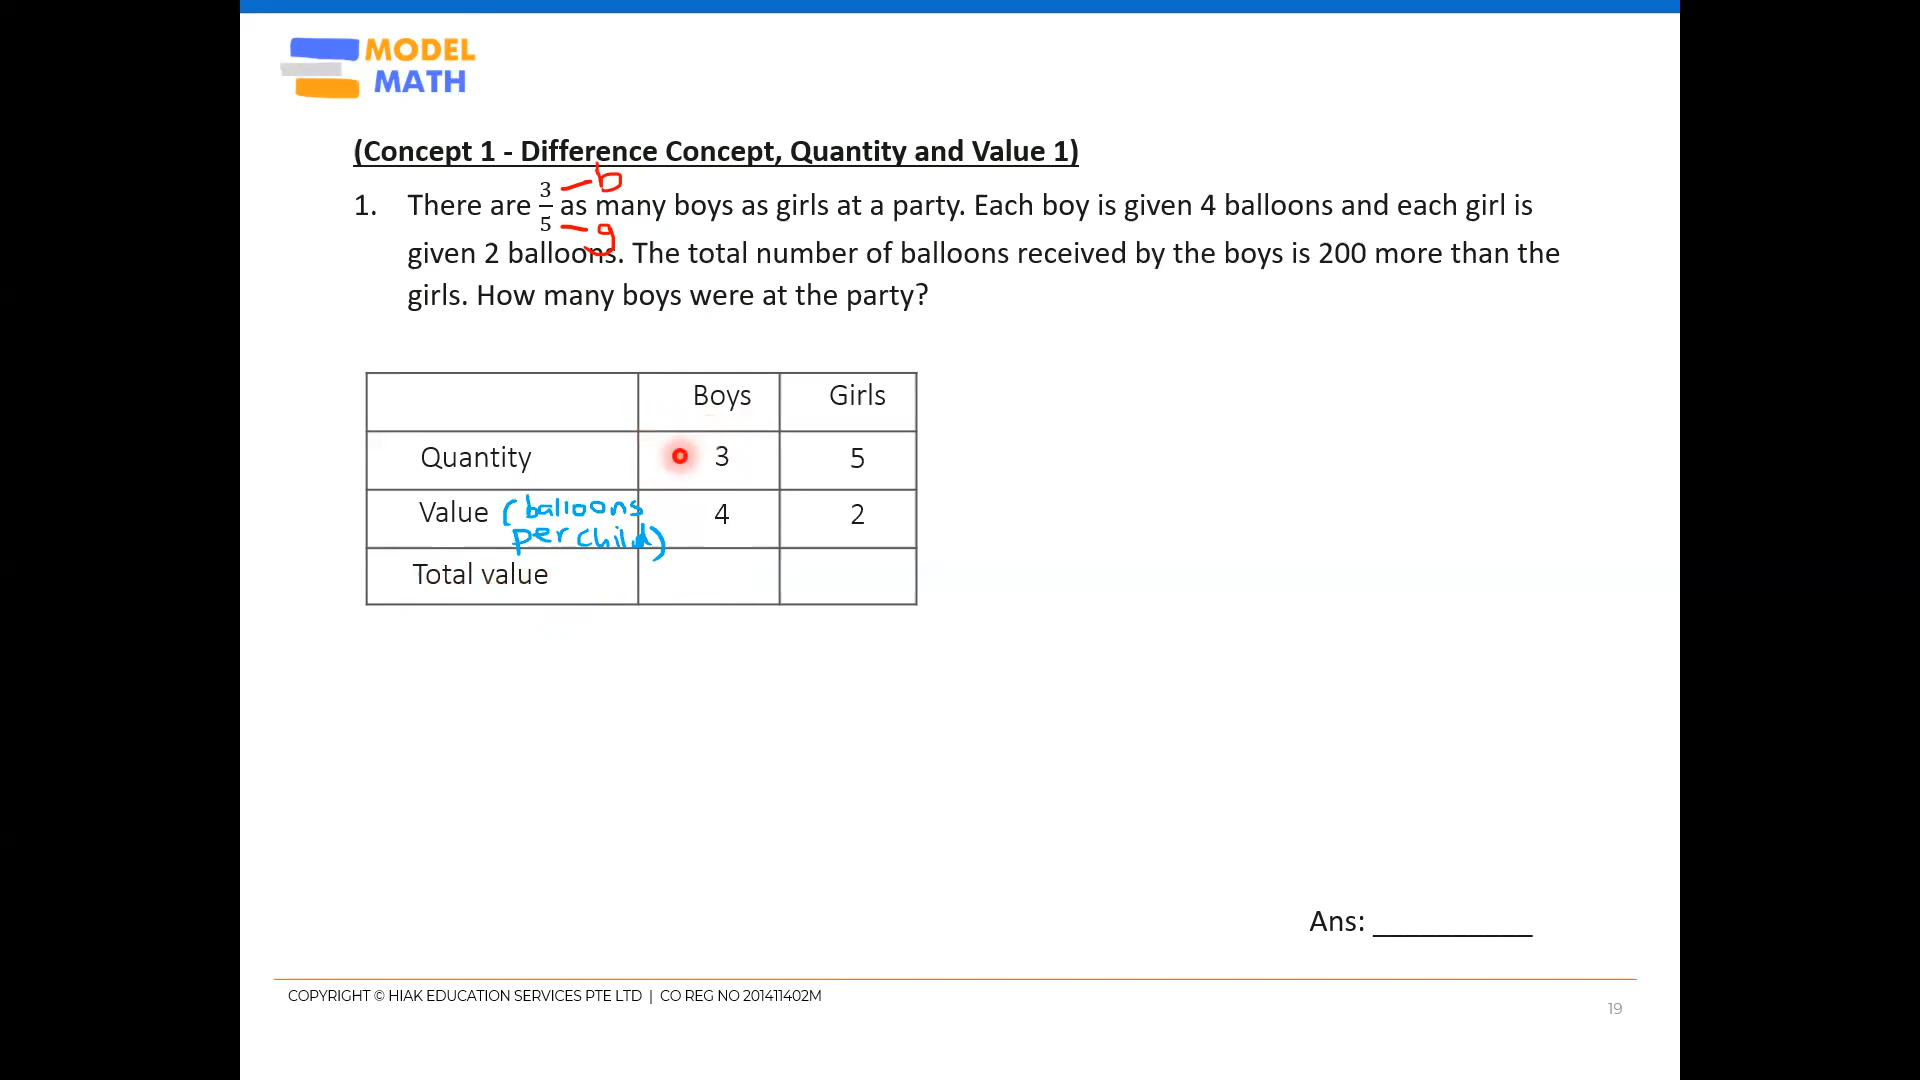 MODEL
MATH
(Concept 1 - Difference Concept, Quantity and Value 1)
1. There are 3/5 as many boys as girls at a party. Each boy is given 4 balloons and each girl is
b
g
given 2 balloons. The total number of balloons received by the boys is 200 more than the
girls. How many boys were at the party?
Boys Girls
Quantity 3 5
Value (balloons per child) 4 2
Total value
Ans: __________
COPYRIGHT © HIAK EDUCATION SERVICES PTE LTD | CO REG NO 201411402M
19